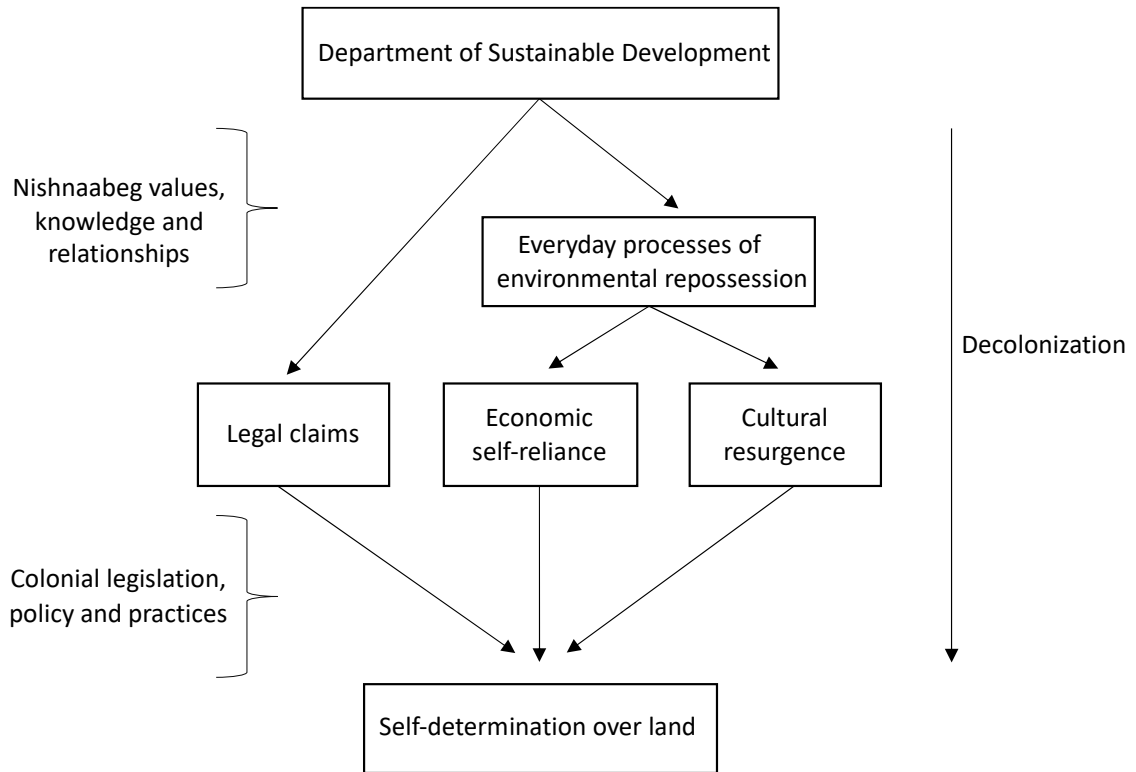 Department of Sustainable Development
Nishnaabeg values,
knowledge and
relationships
Everyday processes of
environmental repossession
Decolonization
Legal claims
Economic
self-reliance
Cultural
resurgence
Colonial legislation,
policy and practices
Self-determination over land